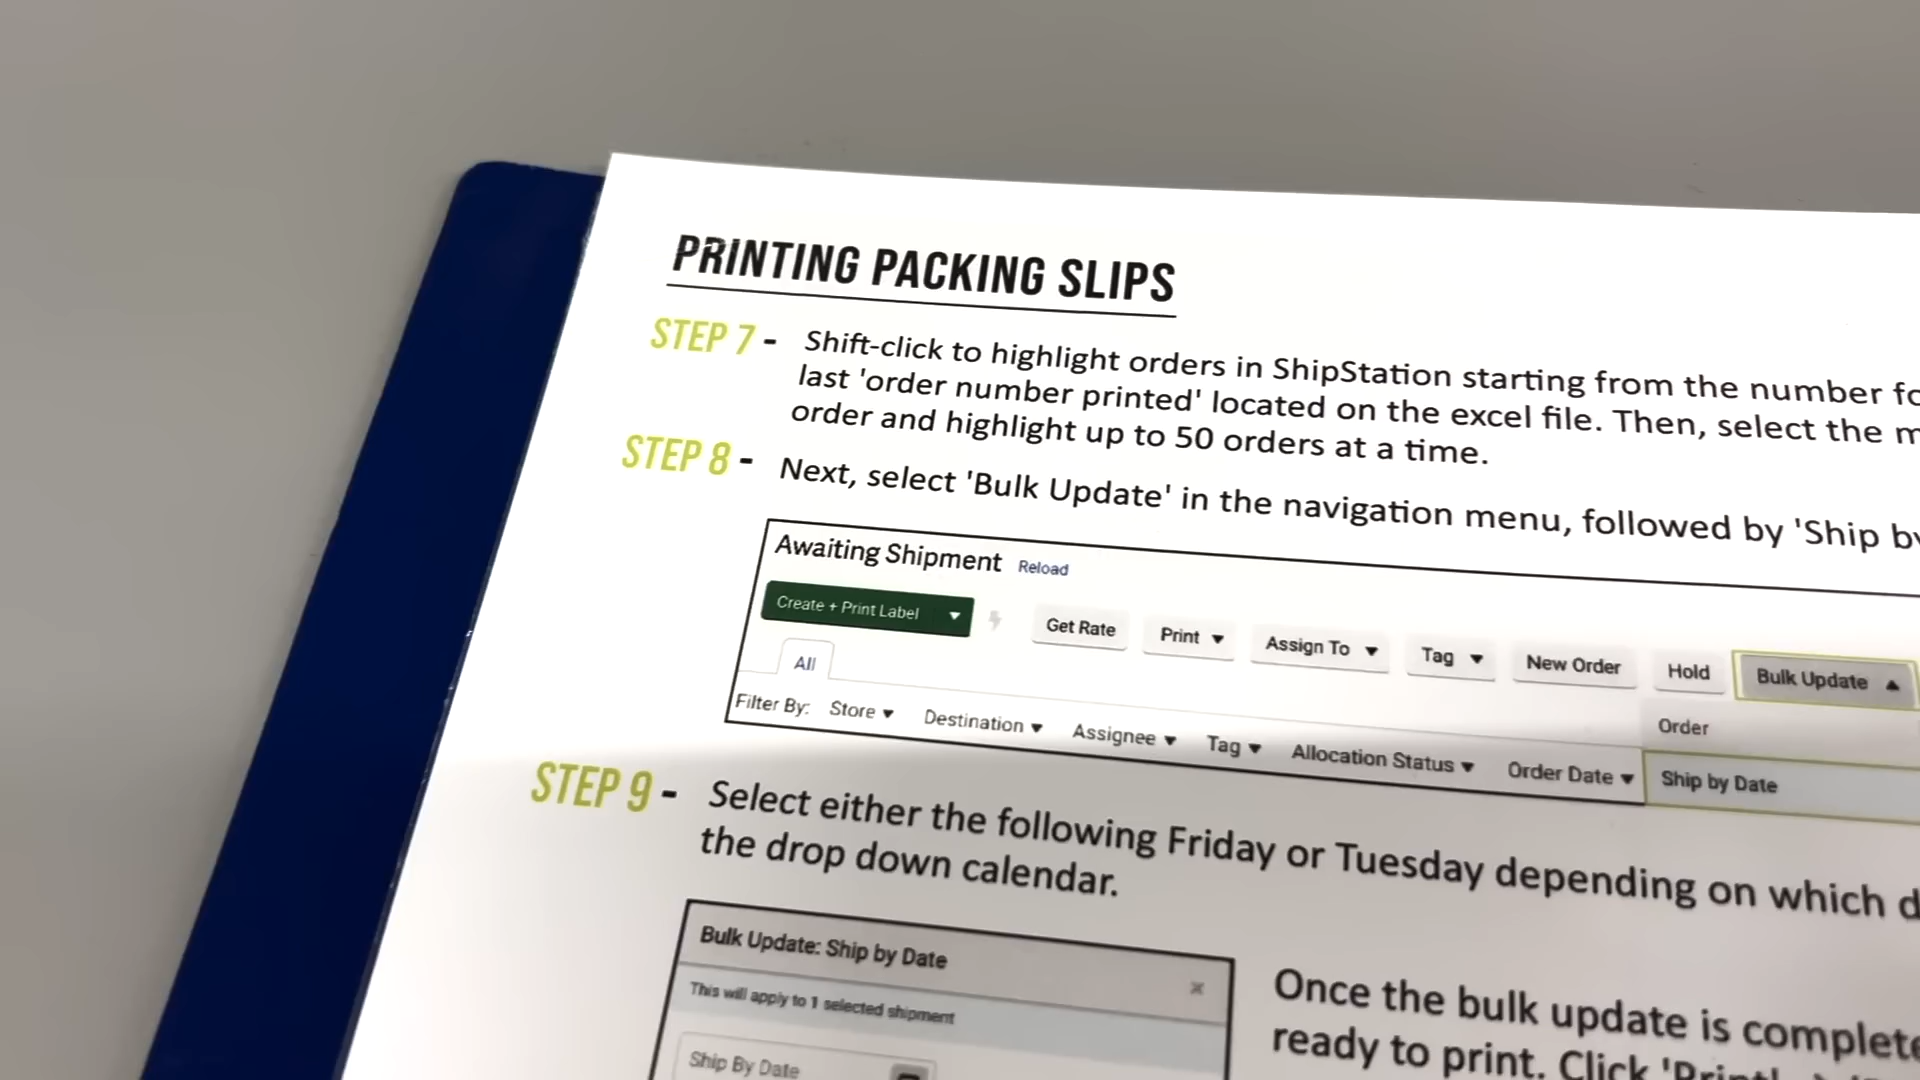 PRINTING PACKING SLIPS
STEP 7 - Shift-click to highlight orders in ShipStation starting from the number
last 'order number printed' located on the excel file. Then, select the
order and highlight up to 50 orders at a time.
STEP 8 - Next, select 'Bulk Update' in the navigation menu, followed by 'Ship by
Awaiting Shipment Reload
Create + Print Label Get Rate Print Assign To Tag New Order Hold Bulk Update
All
Order
Filter By: Store Destination Assignee Tag Allocation Status Order Date
Ship by Date
STEP 9 - Select either the following Friday or Tuesday depending on which
the drop down calendar.
Bulk Update: Ship by Date
This will apply to 1 selected shipment
Ship By Date
Once the bulk update is complete
ready to print. Click 'Print'